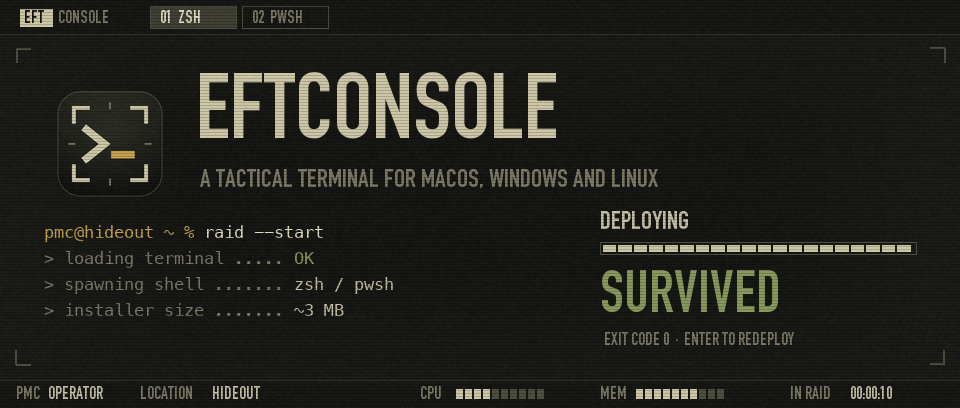 EFT CONSOLE 01 ZSH 02 PWSH
EFTCONSOLE
A TACTICAL TERMINAL FOR MACOS, WINDOWS AND LINUX
pmc@hideout ~ % raid --start
> loading terminal ..... OK
> spawning shell ....... zsh / pwsh
> installer size ....... ~3 MB
DEPLOYING
SURVIVED
EXIT CODE 0 · ENTER TO REDEPLOY
PMC OPERATOR LOCATION HIDEOUT CPU MEM IN RAID 00:00:10